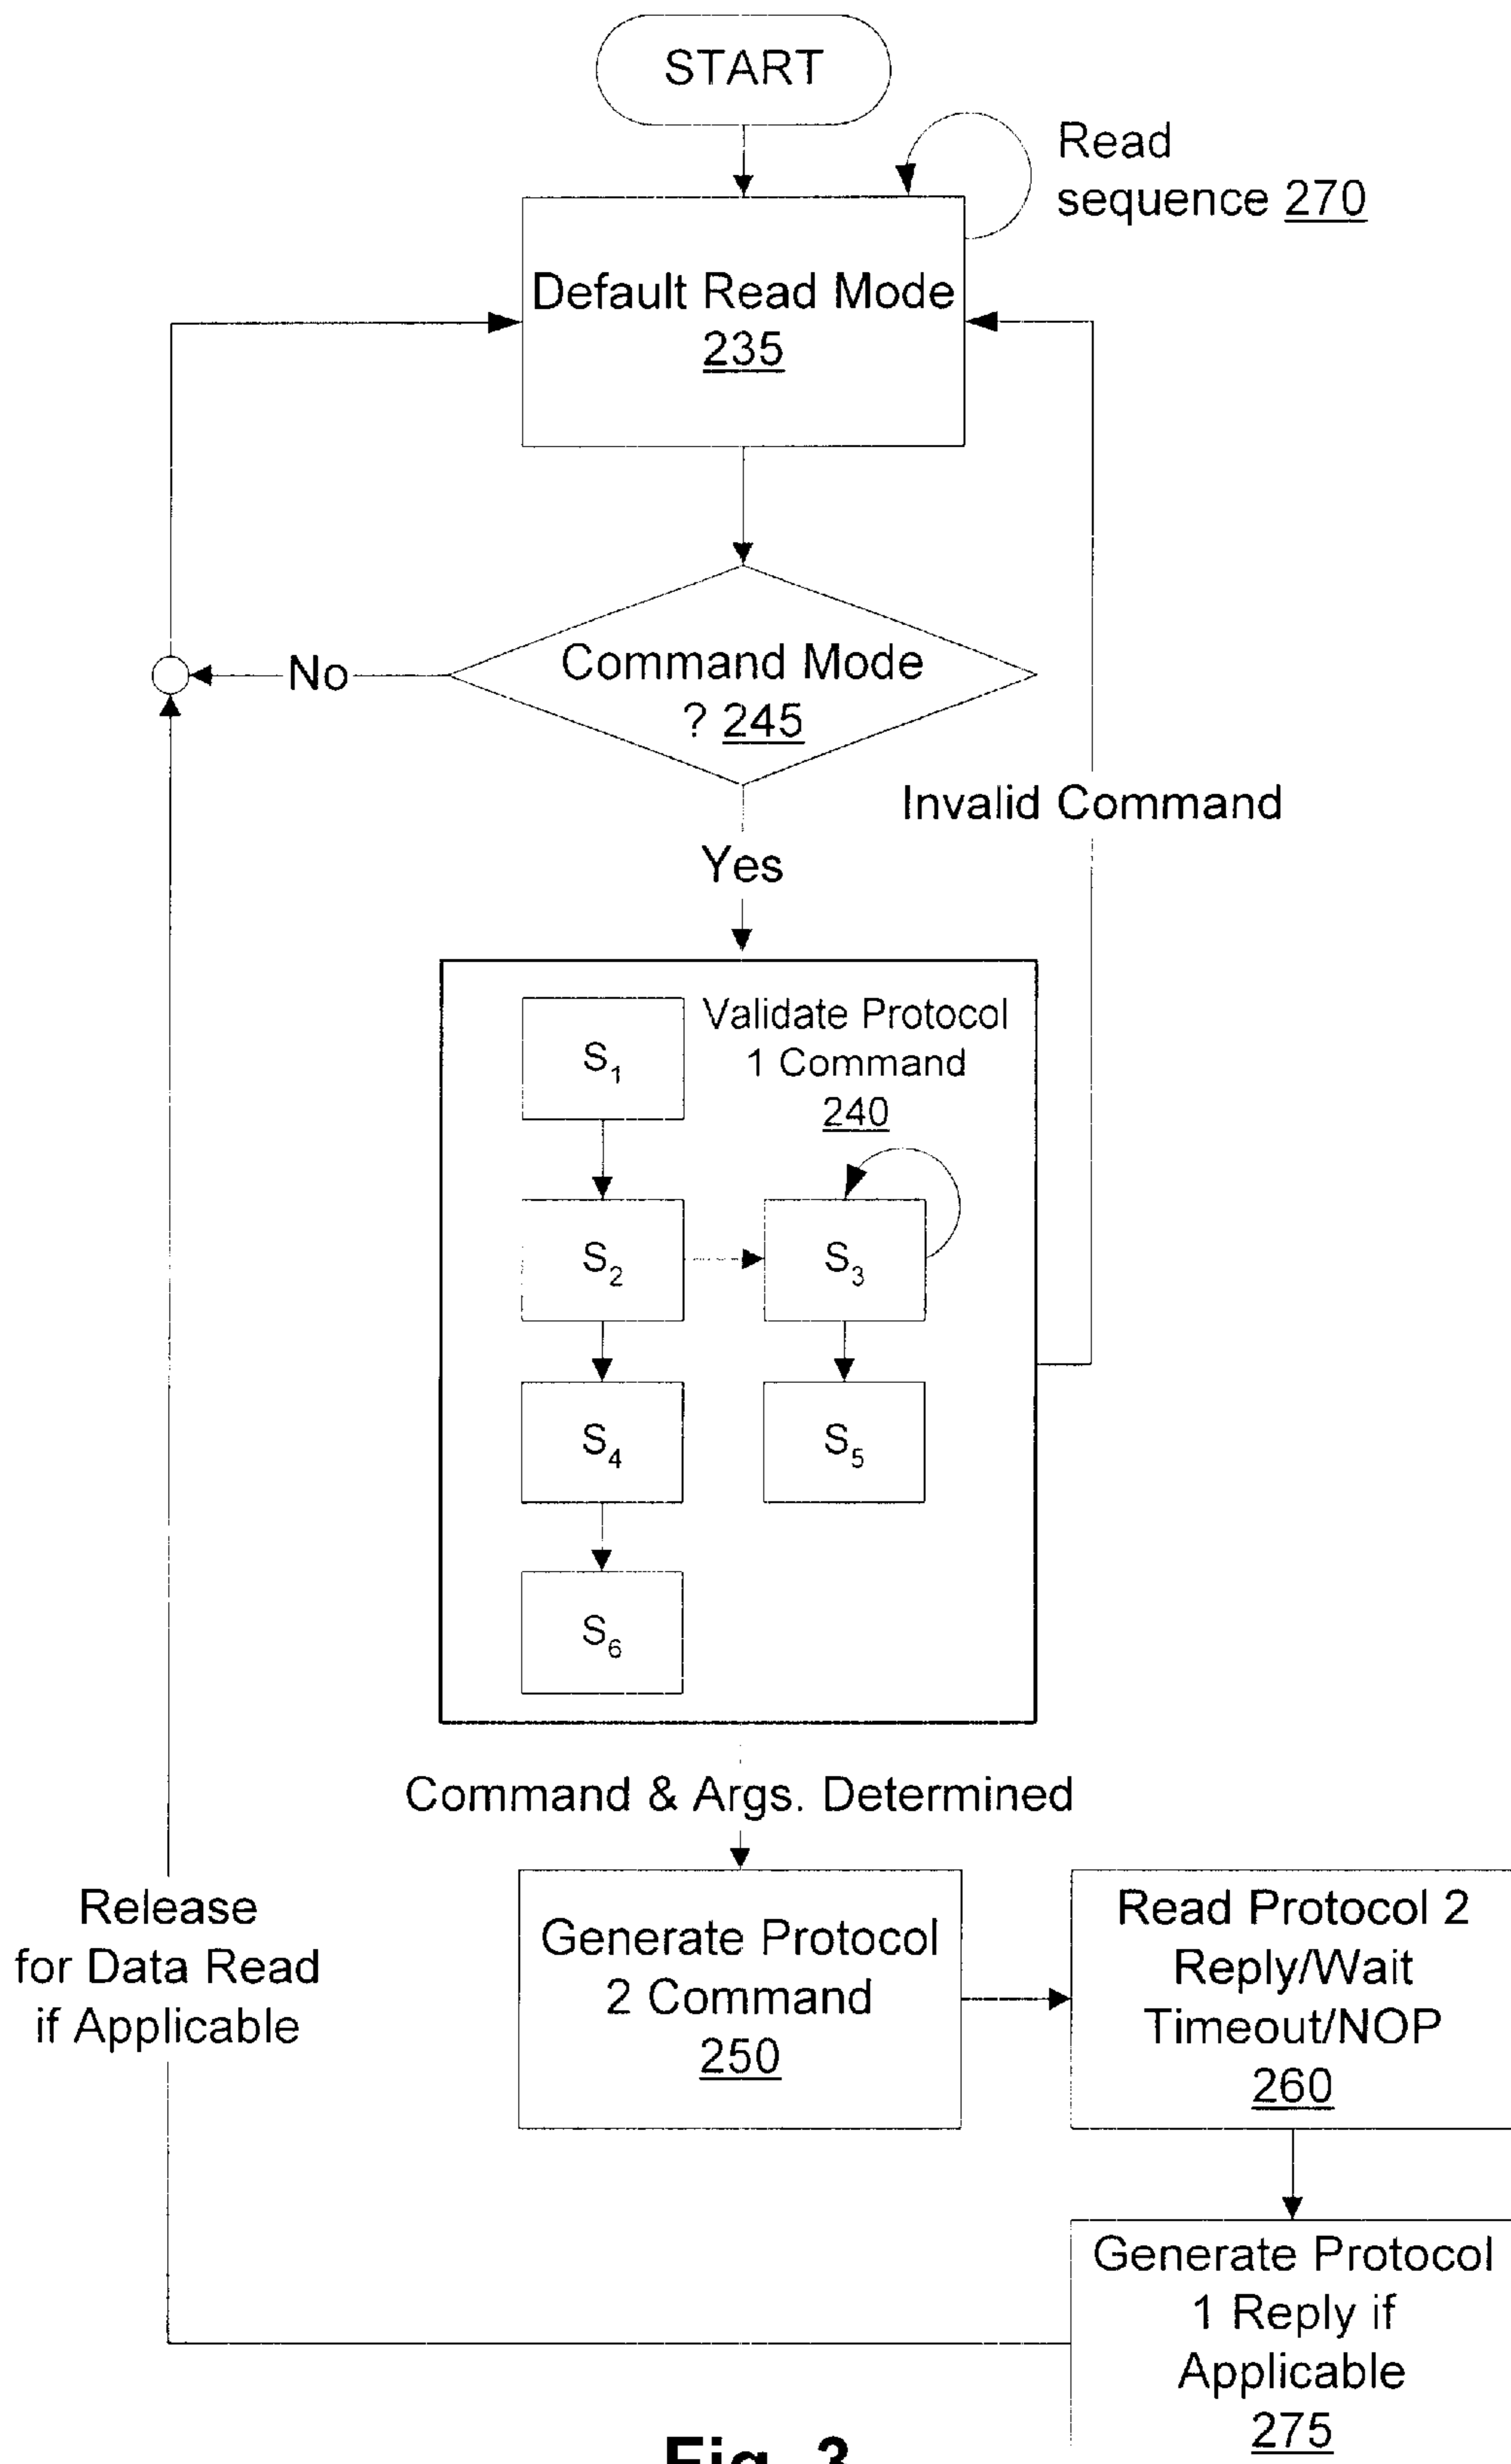 START
Read
sequence 270
Default Read Mode
235
Command Mode
? 245
No
Invalid Command
Yes
Validate Protocol
1 Command
240
S1
S2
S3
S4
S5
S6
Command & Args. Determined
Release
for Data Read
if Applicable
Generate Protocol
2 Command
250
Read Protocol 2
Reply/Wait
Timeout/NOP
260
Generate Protocol
1 Reply if
Applicable
275
Fig. 3